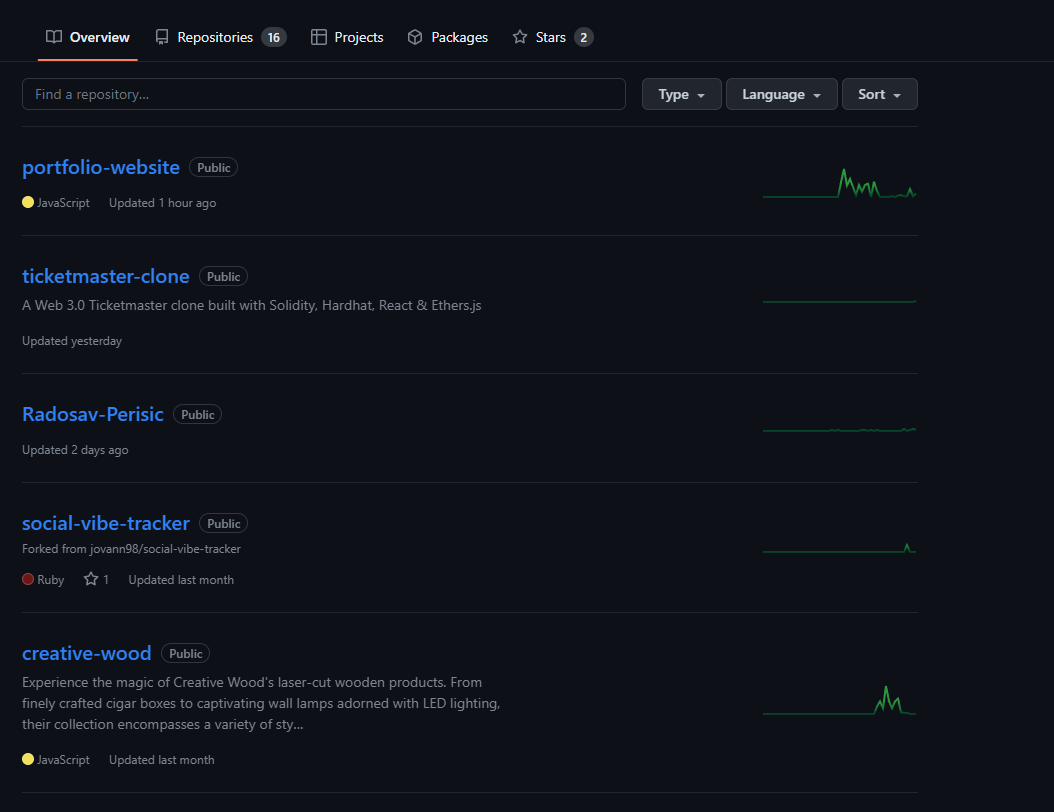 Overview Repositories 16 Projects Packages Stars 2
Find a repository... Type Language Sort
portfolio-website Public
JavaScript Updated 1 hour ago
ticketmaster-clone Public
A Web 3.0 Ticketmaster clone built with Solidity, Hardhat, React & Ethers.js
Updated yesterday
Radosav-Perisic Public
Updated 2 days ago
social-vibe-tracker Public
Forked from jovann98/social-vibe-tracker
Ruby 1 Updated last month
creative-wood Public
Experience the magic of Creative Wood's laser-cut wooden products. From
finely crafted cigar boxes to captivating wall lamps adorned with LED lighting,
their collection encompasses a variety of sty...
JavaScript Updated last month